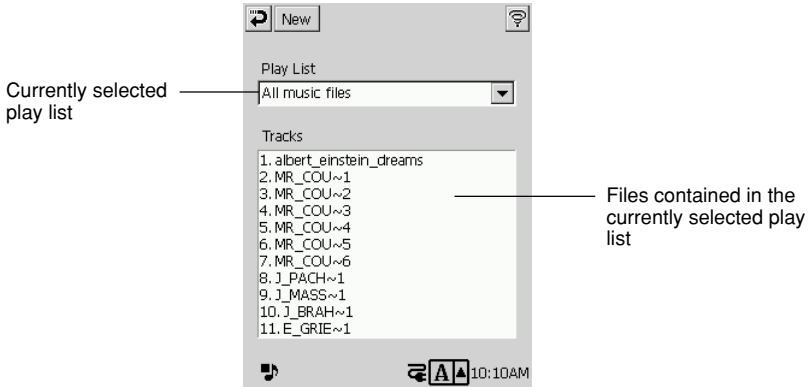 New
Play List
Currently selected
play list
All music files
Tracks
1. albert_einstein_dreams
2. MR_COU~1
3. MR_COU~2
4. MR_COU~3
5. MR_COU~4
6. MR_COU~5
7. MR_COU~6
8. J_PACH~1
9. J_MASS~1
10. J_BRAH~1
11. E_GRIE~1
Files contained in the
currently selected play
list
A 10:10AM